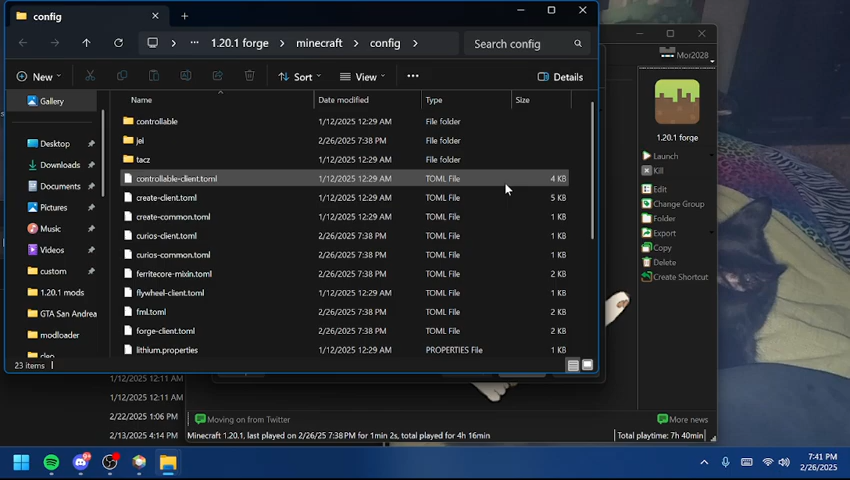 config
1.20.1 forge
minecraft
config
Search config
Mor2028
New
Sort
View
Details
Gallery
Desktop
Downloads
Documents
Pictures
Music
Videos
custom
1.20.1 mods
GTA San Andrea
modloader
cleo
Name Date modified Type Size
controllable 1/12/2025 12:29 AM File folder
jei 2/26/2025 7:38 PM File folder
tacz 1/12/2025 12:29 AM File folder
controllable-client.toml 1/12/2025 12:29 AM TOML File 4 KB
create-client.toml 1/12/2025 12:29 AM TOML File 5 KB
create-common.toml 1/12/2025 12:29 AM TOML File 1 KB
curios-client.toml 2/26/2025 7:38 PM TOML File 1 KB
curios-common.toml 2/26/2025 7:38 PM TOML File 1 KB
ferritecore-mixin.toml 2/26/2025 7:38 PM TOML File 2 KB
flywheel-client.toml 1/12/2025 12:29 AM TOML File 1 KB
fml.toml 2/26/2025 7:38 PM TOML File 2 KB
forge-client.toml 2/26/2025 7:38 PM TOML File 1 KB
lithium.properties 1/12/2025 12:29 AM PROPERTIES File 1 KB
23 items
1.20.1 forge
Launch
Kill
Edit
Change Group
Folder
Export
Copy
Delete
Create Shortcut
1/12/2025 12:11 AM
1/12/2025 12:11 AM
2/22/2025 1:06 PM
2/13/2025 4:14 PM
Moving on from Twitter
More news
Minecraft 1.20.1, last played on 2/26/25 7:38 PM for 1min 2s, total played for 4h 16min
Total playtime: 7h 40min
7:41 PM
2/26/2025